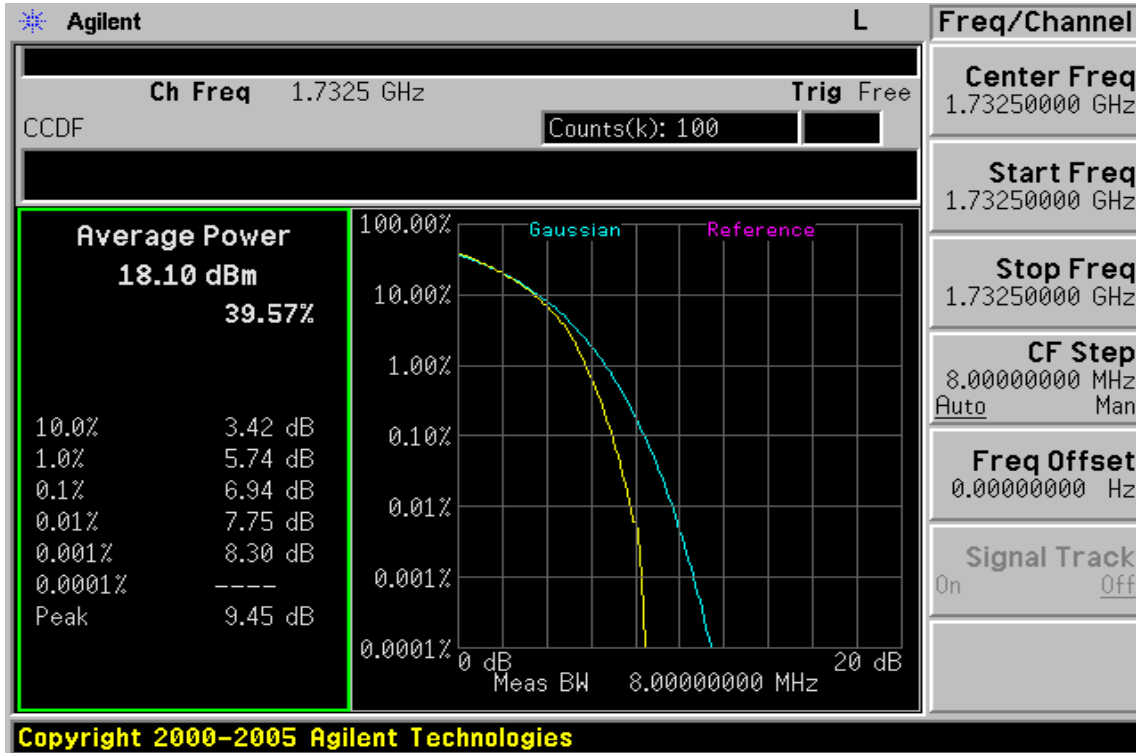 Agilent
L
Freq/Channel
Ch Freq 1.7325 GHz
Trig Free
CCDF
Counts(k): 100
Average Power
18.10 dBm
39.57%
10.0% 3.42 dB
1.0% 5.74 dB
0.1% 6.94 dB
0.01% 7.75 dB
0.001% 8.30 dB
0.0001% ----
Peak 9.45 dB
Gaussian
Reference
100.00%
10.00%
1.00%
0.10%
0.01%
0.001%
0.0001%
0 dB
20 dB
Meas BW 8.00000000 MHz
Center Freq
1.73250000 GHz
Start Freq
1.73250000 GHz
Stop Freq
1.73250000 GHz
CF Step
8.00000000 MHz
Auto Man
Freq Offset
0.00000000 Hz
Signal Track
On Off
Copyright 2000-2005 Agilent Technologies